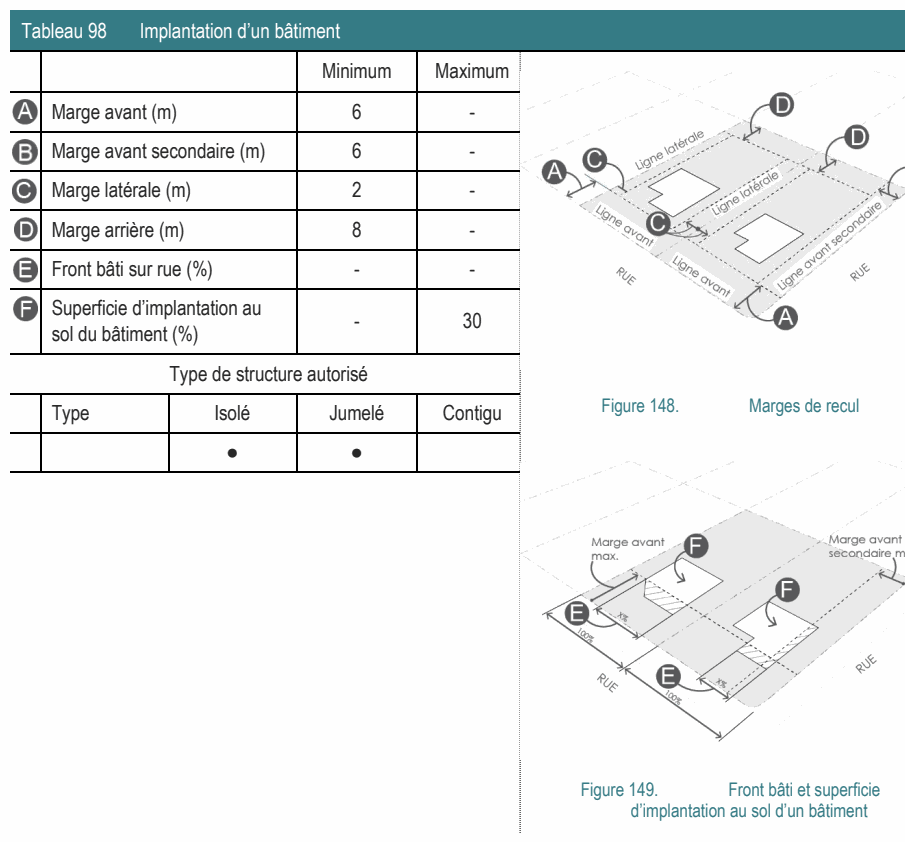 Tableau 98 Implantation d'un bâtiment
Minimum Maximum
A Marge avant (m) 6 -
B Marge avant secondaire (m) 6 -
C Marge latérale (m) 2 -
D Marge arrière (m) 8 -
E Front bâti sur rue (%) - -
F Superficie d'implantation au
sol du bâtiment (%) - 30
Type de structure autorisé
Type Isolé Jumelé Contigu
● ●
D
D
Ligne latérale
C
A
Ligne latérale
Ligne avant
C
Ligne avant secondaire
Ligne avant
RUE
RUE
A
Figure 148. Marges de recul
Marge avant
max.
F
Marge avant
secondaire m
F
E
X%
100%
RUE
E
X%
100%
RUE
Figure 149. Front bâti et superficie
d'implantation au sol d'un bâtiment